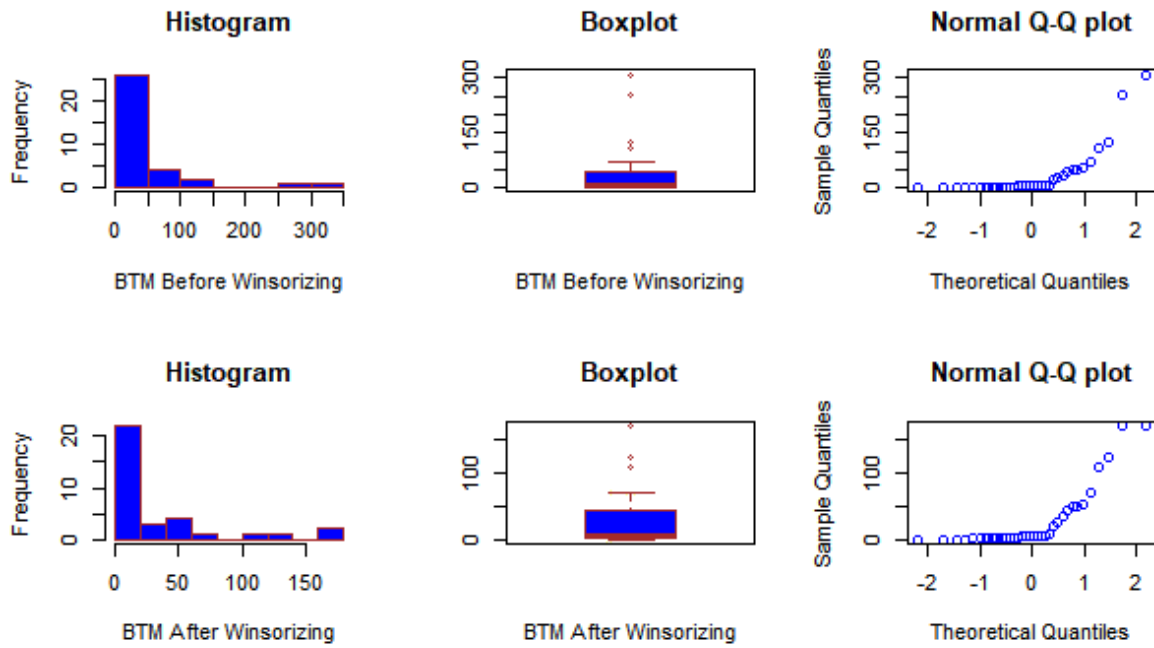 Histogram
Frequency
0 10 20
0 100 200 300
BTM Before Winsorizing
Boxplot
0 150 300
BTM Before Winsorizing
Normal Q-Q plot
Sample Quantiles
0 150 300
-2 -1 0 1 2
Theoretical Quantiles
Histogram
Frequency
0 10 20
0 50 100 150
BTM After Winsorizing
Boxplot
0 100
BTM After Winsorizing
Normal Q-Q plot
Sample Quantiles
0 100
-2 -1 0 1 2
Theoretical Quantiles